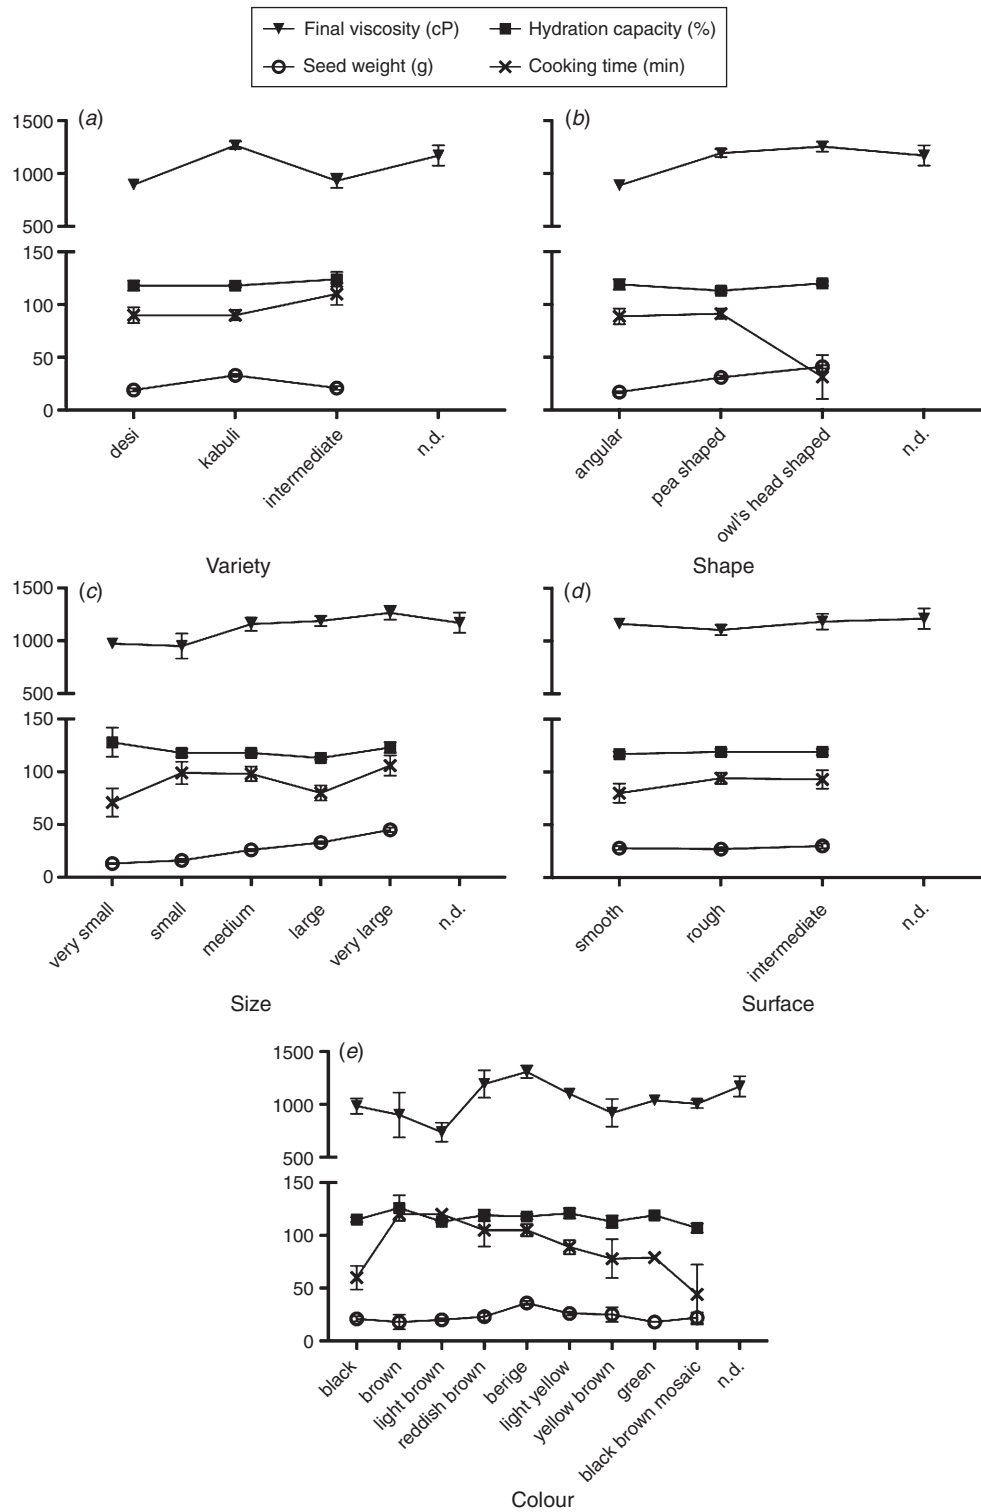 Final viscosity (cP) Hydration capacity (%)
Seed weight (g) Cooking time (min)
(a) (b)
1500
1000
500
150
100
50
0
desi kabuli intermediate n.d.
angular pea shaped owl's head shaped n.d.
Variety Shape
(c) (d)
1500
1000
500
150
100
50
0
very small small medium large very large n.d.
smooth rough intermediate n.d.
Size Surface
(e)
1500
1000
500
150
100
50
0
black brown light brown reddish brown berige light yellow yellow brown green black brown mosaic n.d.
Colour